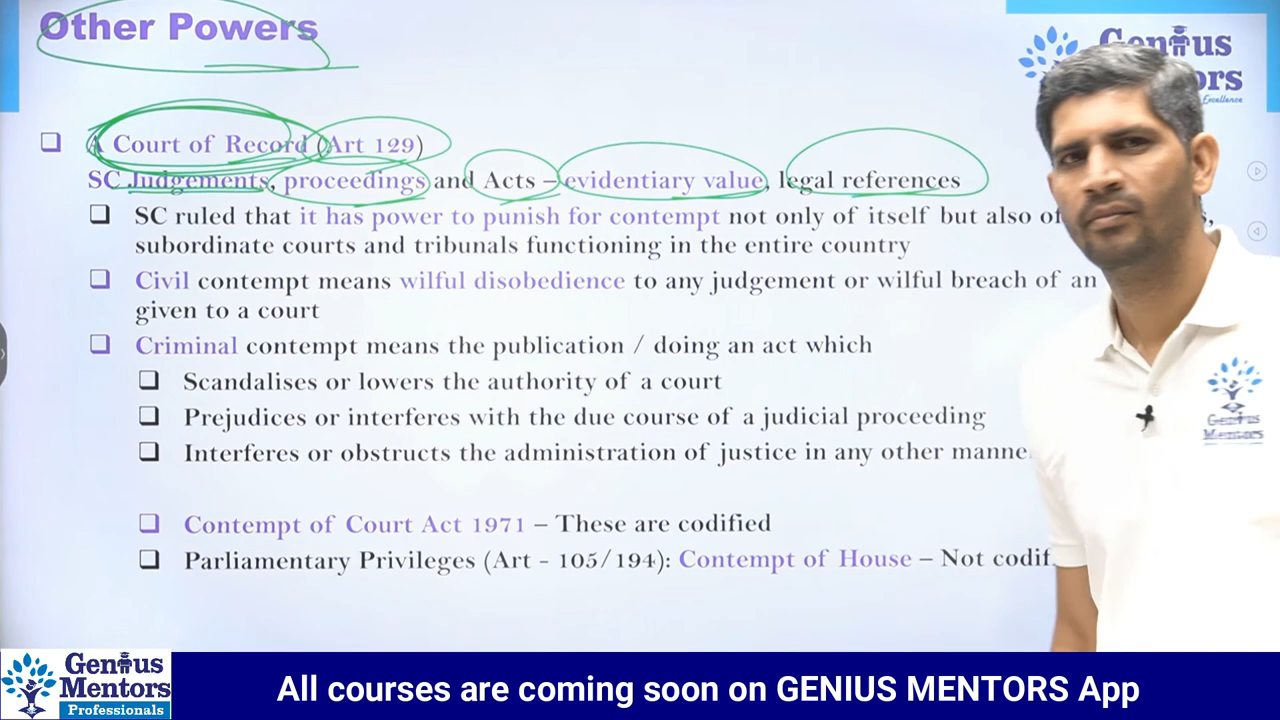 Other Powers
Genius
ors
Excellence
A Court of Record (Art 129)
SC Judgements, proceedings and Acts – evidentiary value, legal references
SC ruled that it has power to punish for contempt not only of itself but also of
subordinate courts and tribunals functioning in the entire country
Civil contempt means wilful disobedience to any judgement or wilful breach of an
given to a court
Criminal contempt means the publication / doing an act which
Scandalises or lowers the authority of a court
Prejudices or interferes with the due course of a judicial proceeding
Interferes or obstructs the administration of justice in any other manne
Contempt of Court Act 1971 – These are codified
Parliamentary Privileges (Art - 105/194): Contempt of House – Not codif
Genius
Mentors
Genius
Mentors
Professionals
All courses are coming soon on GENIUS MENTORS App